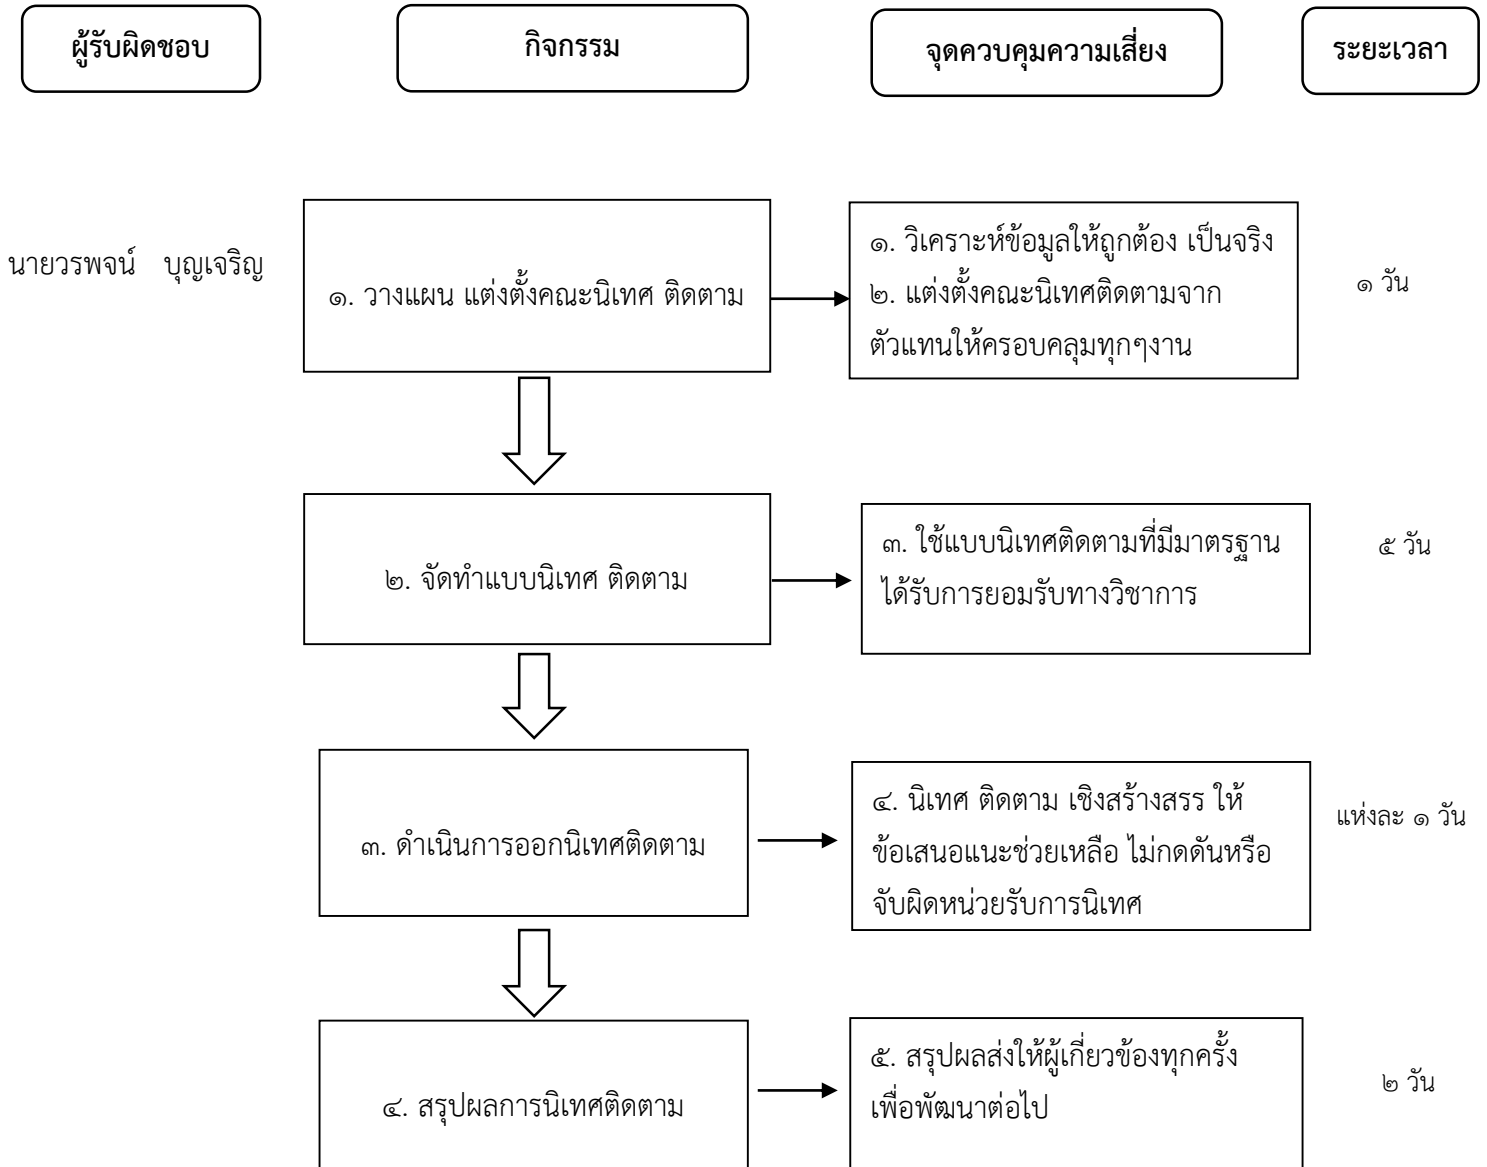 ผู้รับผิดชอบ
กิจกรรม
จุดควบคุมความเสี่ยง
ระยะเวลา
นายวรพจน์ บุญเจริญ
๑. วางแผน แต่งตั้งคณะนิเทศ ติดตาม
๑. วิเคราะห์ข้อมูลให้ถูกต้อง เป็นจริง
๒. แต่งตั้งคณะนิเทศติดตามจาก
ตัวแทนให้ครอบคลุมทุกๆงาน
๑ วัน
๒. จัดทำแบบนิเทศ ติดตาม
๓. ใช้แบบนิเทศติดตามที่มีมาตรฐาน
ได้รับการยอมรับทางวิชาการ
๕ วัน
๓. ดำเนินการออกนิเทศติดตาม
๔. นิเทศ ติดตาม เชิงสร้างสรร ให้
ข้อเสนอแนะช่วยเหลือ ไม่กดดันหรือ
จับผิดหน่วยรับการนิเทศ
แห่งละ ๑ วัน
๔. สรุปผลการนิเทศติดตาม
๕. สรุปผลส่งให้ผู้เกี่ยวข้องทุกครั้ง
เพื่อพัฒนาต่อไป
๒ วัน